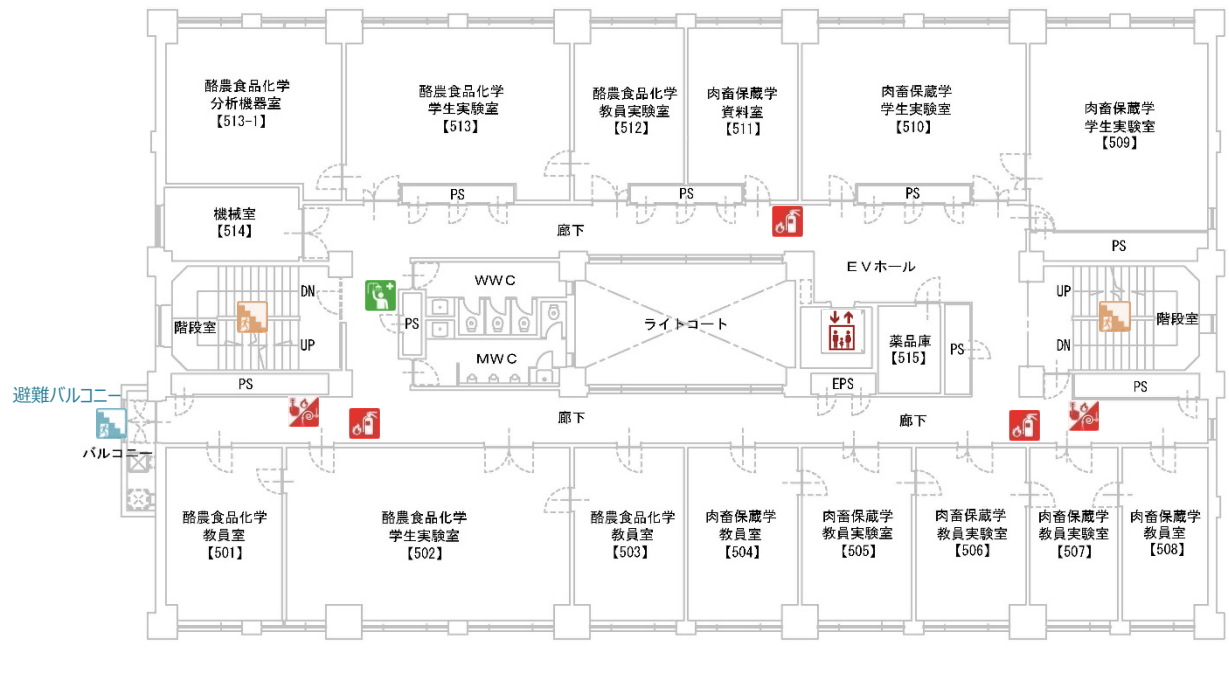 酪農食品化学
分析機器室
【513-1】
酪農食品化学
学生実験室
【513】
酪農食品化学
教員実験室
【512】
肉畜保蔵学
資料室
【511】
肉畜保蔵学
学生実験室
【510】
肉畜保蔵学
学生実験室
【509】
PS
PS
PS
機械室
【514】
廊下
PS
EVホール
WWC
DN
UP
階段室
PS
ライトコート
薬品庫
【515】
PS
UP
DN
階段室
MWC
EPS
PS
PS
避難バルコニー
バルコニー
廊下
廊下
酪農食品化学
教員室
【501】
酪農食品化学
学生実験室
【502】
酪農食品化学
教員室
【503】
肉畜保蔵学
教員室
【504】
肉畜保蔵学
教員実験室
【505】
肉畜保蔵学
教員実験室
【506】
肉畜保蔵学
教員実験室
【507】
肉畜保蔵学
教員室
【508】